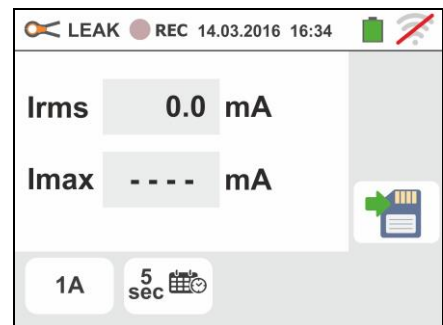 LEAK REC 14.03.2016 16:34
Irms 0.0 mA
Imax - - - - mA
1A 5 sec